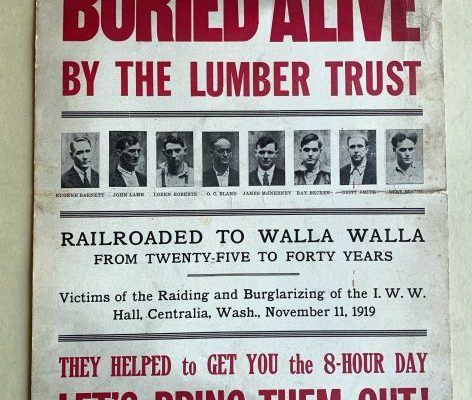 BURIED ALIVE
BY THE LUMBER TRUST
EUGENE BARNETT JOHN LAMB LOREN ROBERTS O. C. BLAND JAMES McINERNEY RAY BECKER
RAILROADED TO WALLA WALLA
FROM TWENTY-FIVE TO FORTY YEARS
Victims of the Raiding and Burglarizing of the I. W. W.
Hall, Centralia, Wash., November 11, 1919
THEY HELPED to GET YOU the 8-HOUR DAY
LET'S BRING THEM OUT!